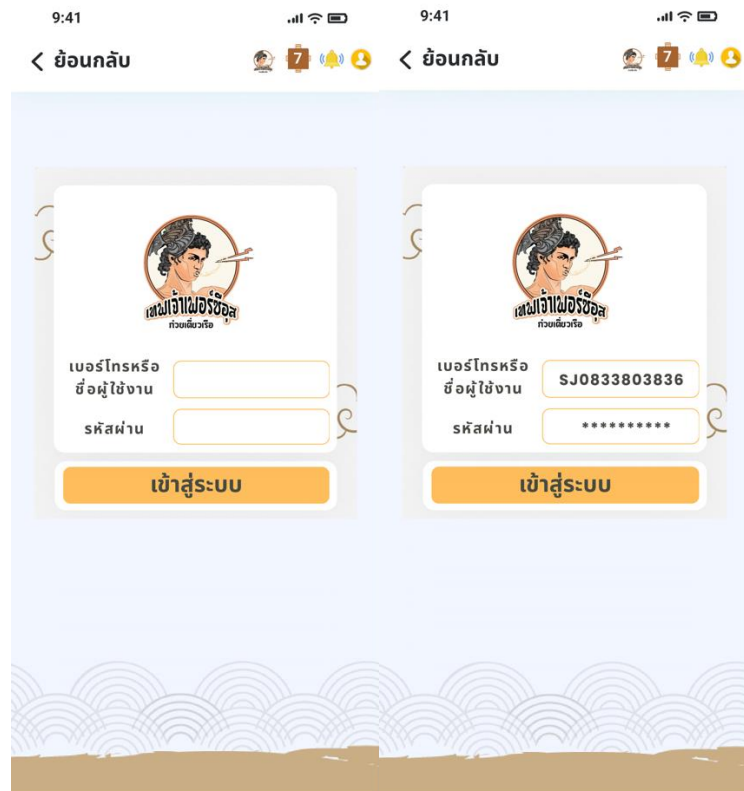 9:41
ย้อนกลับ
7
เทพเจ้าเพอร์ซีอุส
ก๋วยเตี๋ยวเรือ
เบอร์โทรหรือ
ชื่อผู้ใช้งาน
รหัสผ่าน
เข้าสู่ระบบ
9:41
ย้อนกลับ
7
เทพเจ้าเพอร์ซีอุส
ก๋วยเตี๋ยวเรือ
เบอร์โทรหรือ
ชื่อผู้ใช้งาน
SJ0833803836
รหัสผ่าน
**********
เข้าสู่ระบบ